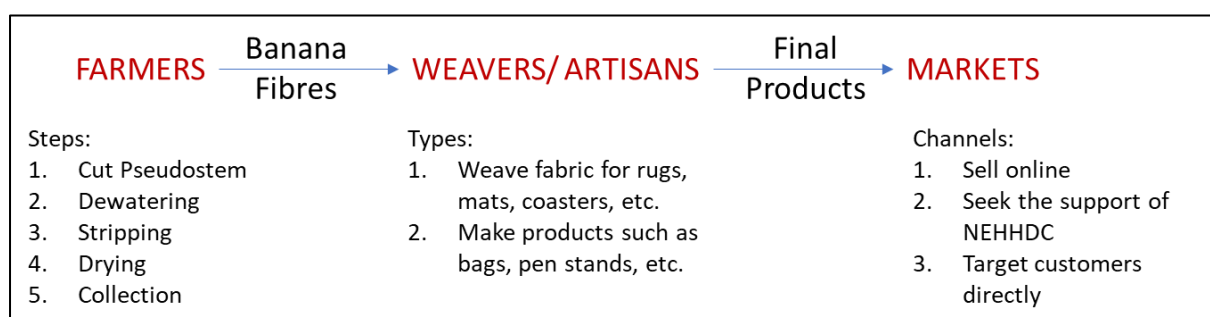 FARMERS Banana Fibres WEAVERS/ ARTISANS Final Products MARKETS
Steps:
1. Cut Pseudostem
2. Dewatering
3. Stripping
4. Drying
5. Collection
Types:
1. Weave fabric for rugs,
mats, coasters, etc.
2. Make products such as
bags, pen stands, etc.
Channels:
1. Sell online
2. Seek the support of
NEHHDC
3. Target customers
directly